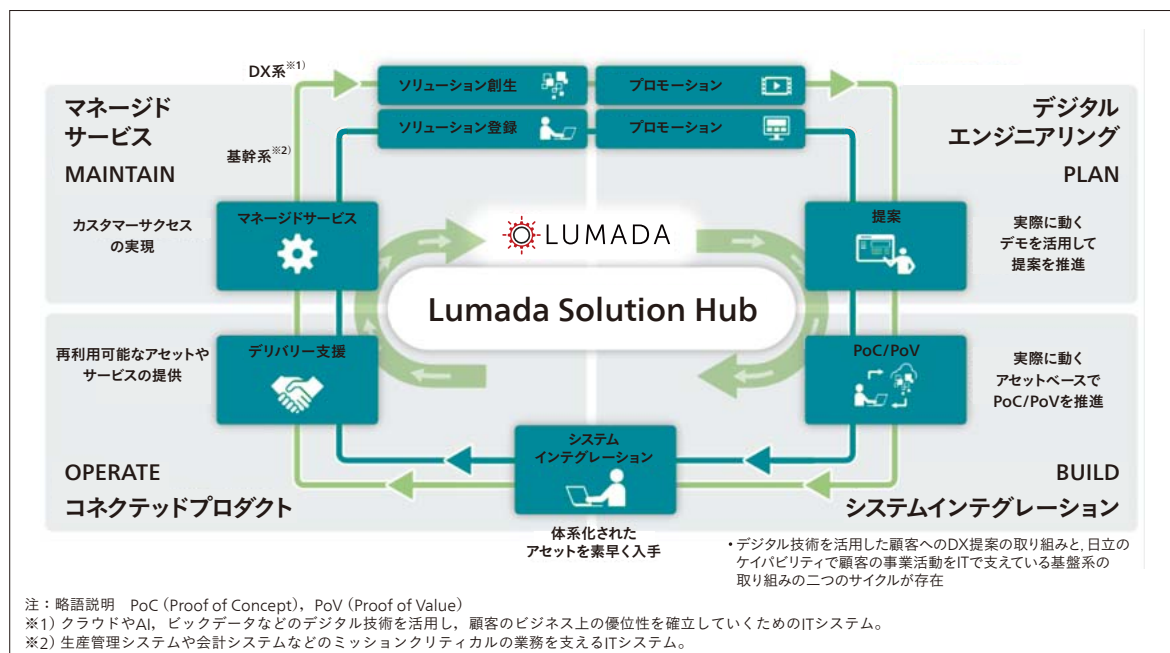 DX系※1)
ソリューション創生
プロモーション
マネージド
サービス
デジタル
エンジニアリング
ソリューション登録
プロモーション
基幹系※2)
MAINTAIN
PLAN
カスタマーサクセス
の実現
マネージドサービス
LUMADA
提案
実際に動く
デモを活用して
提案を推進
Lumada Solution Hub
再利用可能なアセットや
サービスの提供
デリバリー支援
PoC/PoV
実際に動く
アセットベースで
PoC/PoVを推進
システム
インテグレーション
OPERATE
コネクテッドプロダクト
BUILD
システムインテグレーション
体系化された
アセットを素早く入手
・デジタル技術を活用した顧客へのDX提案の取り組みと，日立の
ケイパビリティで顧客の事業活動をITで支えている基盤系の
取り組みの二つのサイクルが存在
注：略語説明　PoC（Proof of Concept），PoV（Proof of Value）
※1）クラウドやAI，ビックデータなどのデジタル技術を活用し，顧客のビジネス上の優位性を確立していくためのITシステム。
※2）生産管理システムや会計システムなどのミッションクリティカルの業務を支えるITシステム。